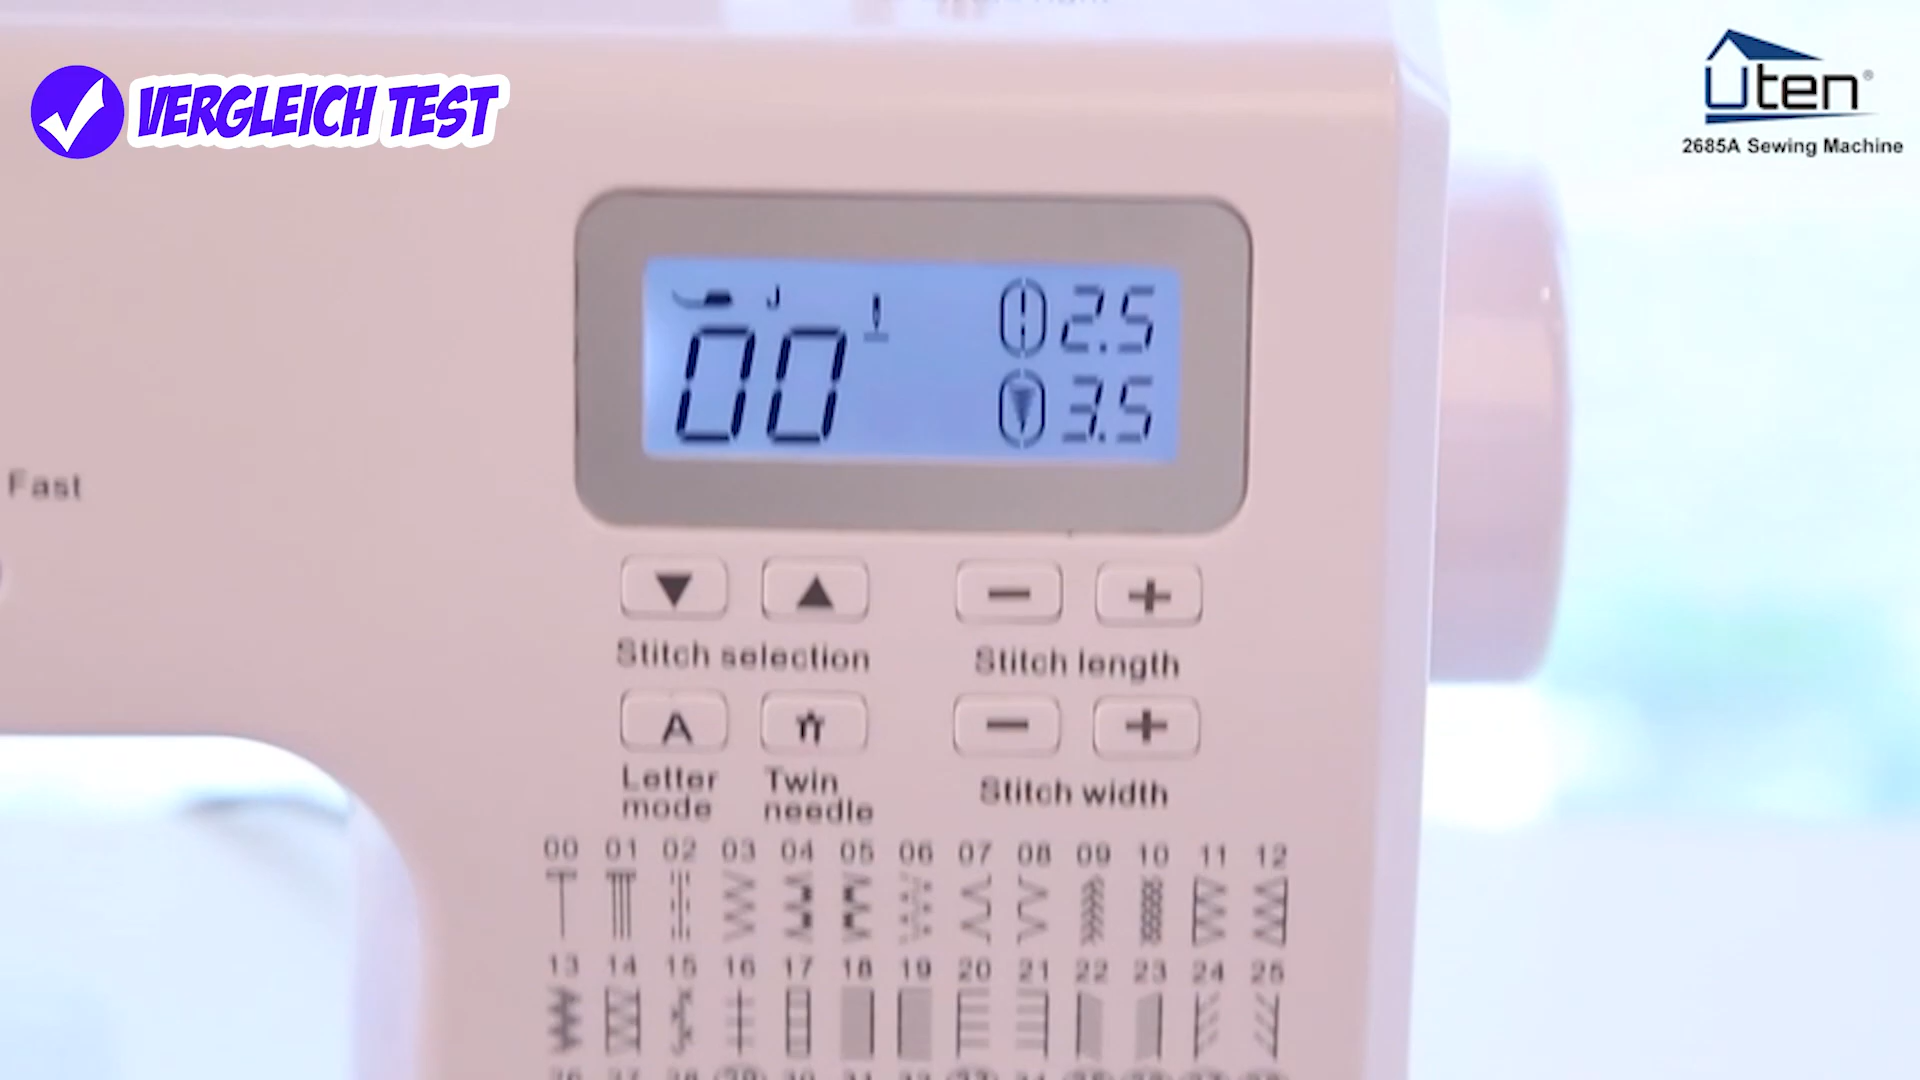 VERGLEICH TEST
Uten®
2685A Sewing Machine
J
00
2.5
3.5
Fast
Stitch selection
Stitch length
A
Letter mode
Twin needle
Stitch width
00 01 02 03 04 05 06 07 08 09 10 11 12
13 14 15 16 17 18 19 20 21 22 23 24 25